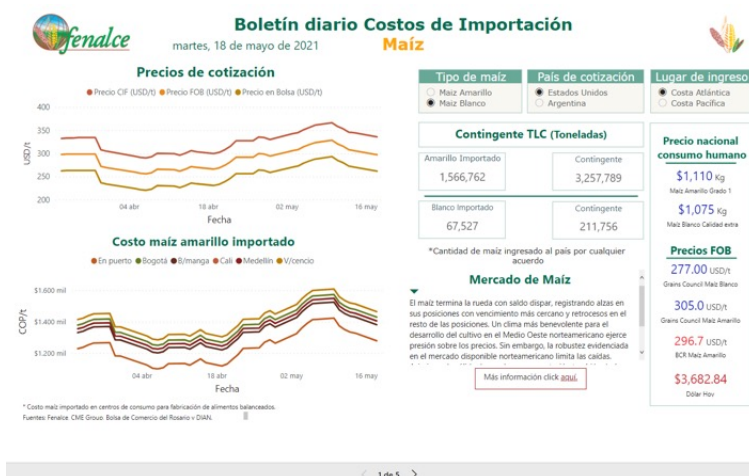 fenalce
Boletín diario Costos de Importación
martes, 18 de mayo de 2021
Maíz
Precios de cotización
Precio CIF (USD/t) Precio FOB (USD/t) Precio en Bolsa (USD/t)
400
350
300
250
200
USD/t
04 abr 18 abr 02 may 16 may
Fecha
Costo maíz amarillo importado
En puerto Bogotá B/manga Cali Medellín V/cencio
$1.600 mil
$1.400 mil
$1.200 mil
COP/t
04 abr 18 abr 02 may 16 may
Fecha
* Costo maíz importado en centros de consumo para fabricación de alimentos balanceados.
Fuentes: Fenalce, CME Group, Bolsa de Comercio del Rosario y DIAN.
Tipo de maíz
Maiz Amarillo
Maiz Blanco
País de cotización
Estados Unidos
Argentina
Lugar de ingreso
Costa Atlántica
Costa Pacífica
Contingente TLC (Toneladas)
Amarillo Importado
1,566,762
Contingente
3,257,789
Blanco Importado
67,527
Contingente
211,756
*Cantidad de maíz ingresado al país por cualquier
acuerdo
Mercado de Maíz
El maíz termina la rueda con saldo dispar, registrando alzas en
sus posiciones con vencimiento más cercano y retrocesos en el
resto de las posiciones. Un clima más benevolente para el
desarrollo del cultivo en el Medio Oeste norteamericano ejerce
presión sobre los precios. Sin embargo, la robustez evidenciada
en el mercado disponible norteamericano limita las caídas.
Más información click aquí.
Precio nacional
consumo humano
$1,110 Kg
Maíz Amarillo Grado 1
$1,075 Kg
Maíz Blanco Calidad extra
Precios FOB
277.00 USD/t
Grains Council Maíz Blanco
305.0 USD/t
Grains Council Maíz Amarillo
296.7 USD/t
BCR Maíz Amarillo
$3,682.84
Dólar Hoy
1 de 5